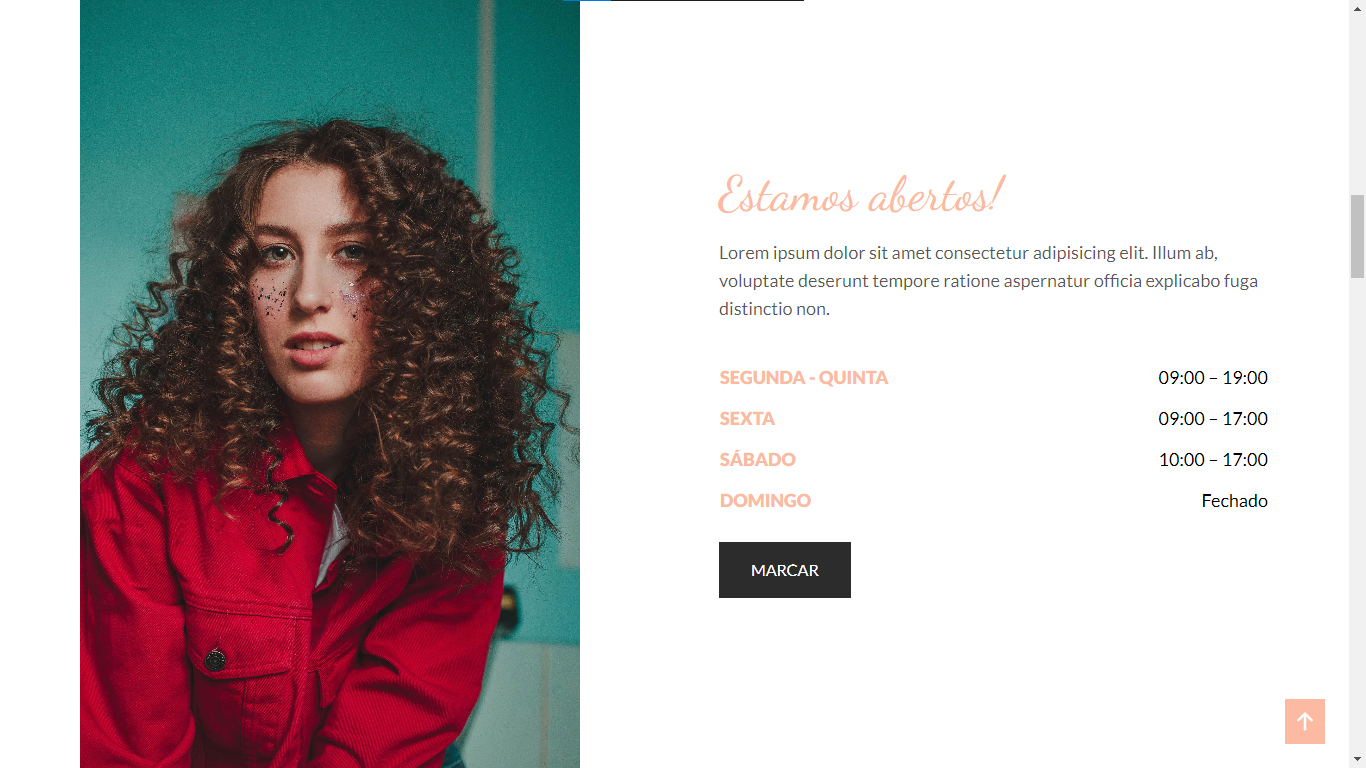 Estamos abertos!
Lorem ipsum dolor sit amet consectetur adipisicing elit. Illum ab,
voluptate deserunt tempore ratione aspernatur officia explicabo fuga
distinctio non.
SEGUNDA - QUINTA 09:00 – 19:00
SEXTA 09:00 – 17:00
SÁBADO 10:00 – 17:00
DOMINGO Fechado
MARCAR